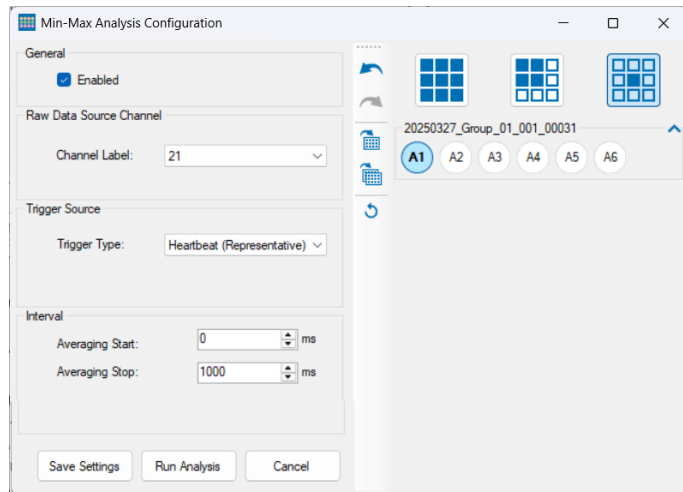 Min-Max Analysis Configuration
General
Enabled
Raw Data Source Channel
Channel Label: 21
Trigger Source
Trigger Type: Heartbeat (Representative)
Interval
Averaging Start: 0 ms
Averaging Stop: 1000 ms
Save Settings Run Analysis Cancel
20250327_Group_01_001_00031
A1 A2 A3 A4 A5 A6